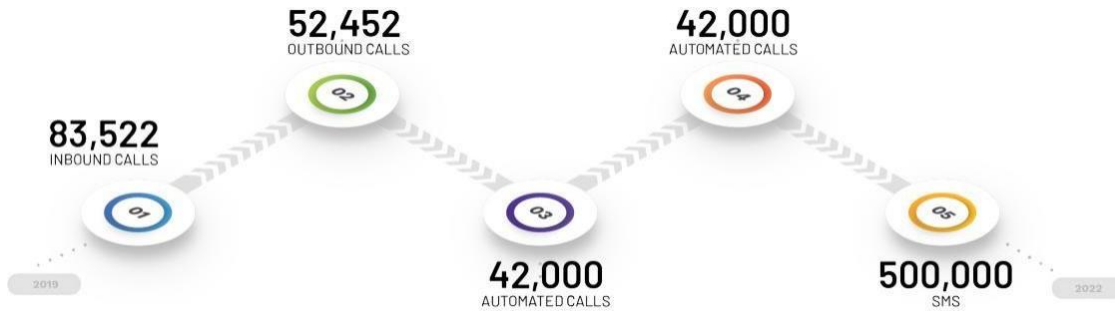 52,452
OUTBOUND CALLS
42,000
AUTOMATED CALLS
02
04
83,522
INBOUND CALLS
01
03
05
2019
42,000
AUTOMATED CALLS
500,000
SMS
2022